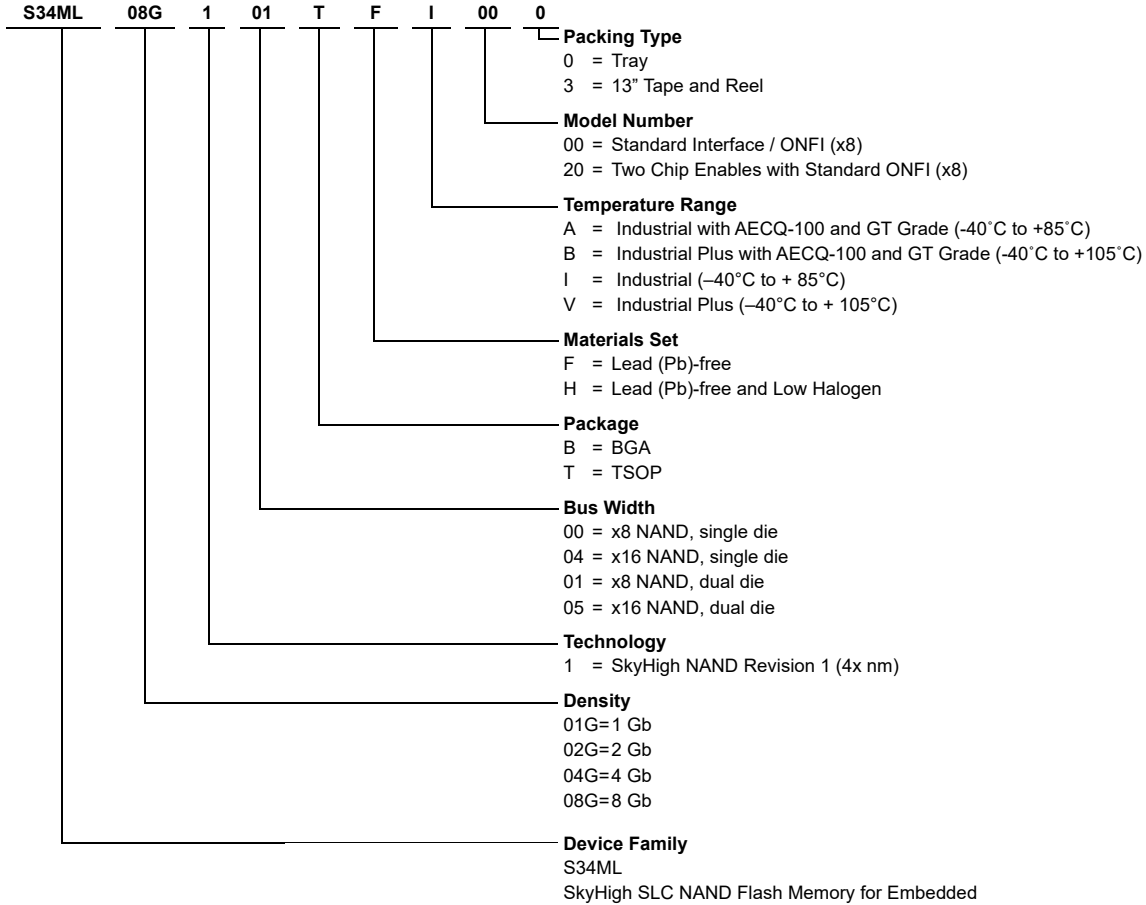 S34ML 08G 1 01 T F I 00 0
Packing Type
0 = Tray
3 = 13” Tape and Reel
Model Number
00 = Standard Interface / ONFI (x8)
20 = Two Chip Enables with Standard ONFI (x8)
Temperature Range
A = Industrial with AECQ-100 and GT Grade (-40˚C to +85˚C)
B = Industrial Plus with AECQ-100 and GT Grade (-40˚C to +105˚C)
I = Industrial (–40°C to + 85°C)
V = Industrial Plus (–40°C to + 105°C)
Materials Set
F = Lead (Pb)-free
H = Lead (Pb)-free and Low Halogen
Package
B = BGA
T = TSOP
Bus Width
00 = x8 NAND, single die
04 = x16 NAND, single die
01 = x8 NAND, dual die
05 = x16 NAND, dual die
Technology
1 = SkyHigh NAND Revision 1 (4x nm)
Density
01G=1 Gb
02G=2 Gb
04G=4 Gb
08G=8 Gb
Device Family
S34ML
SkyHigh SLC NAND Flash Memory for Embedded